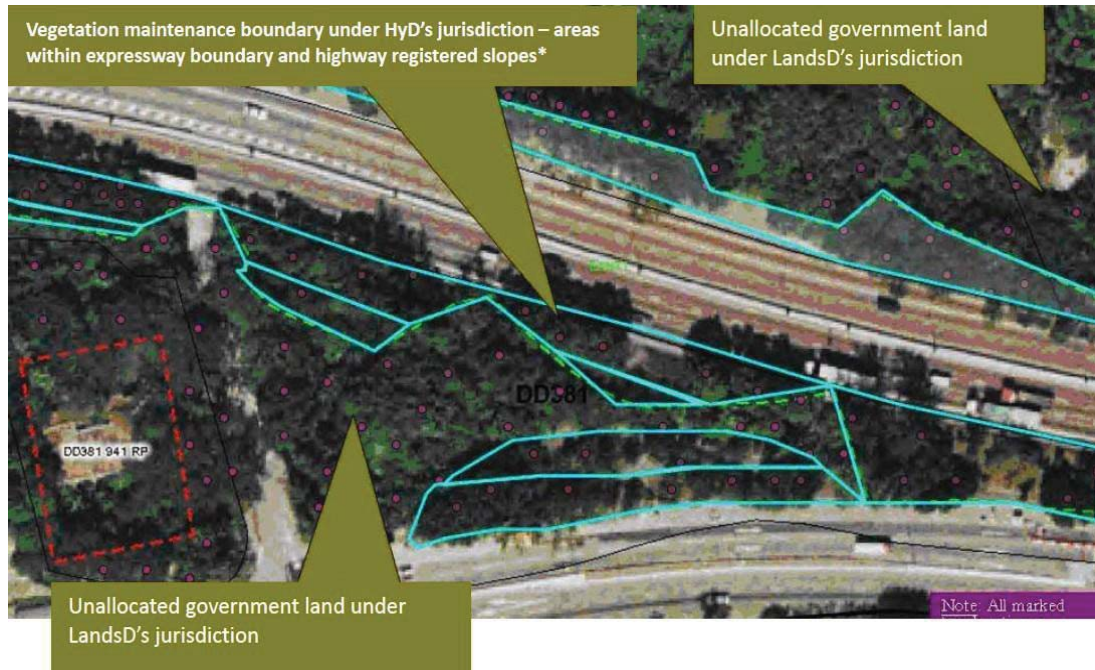 Vegetation maintenance boundary under HyD’s jurisdiction – areas
within expressway boundary and highway registered slopes*
Unallocated government land
under LandsD’s jurisdiction
DD381
DD381 941 RP
Unallocated government land under
LandsD’s jurisdiction
Note: All marked